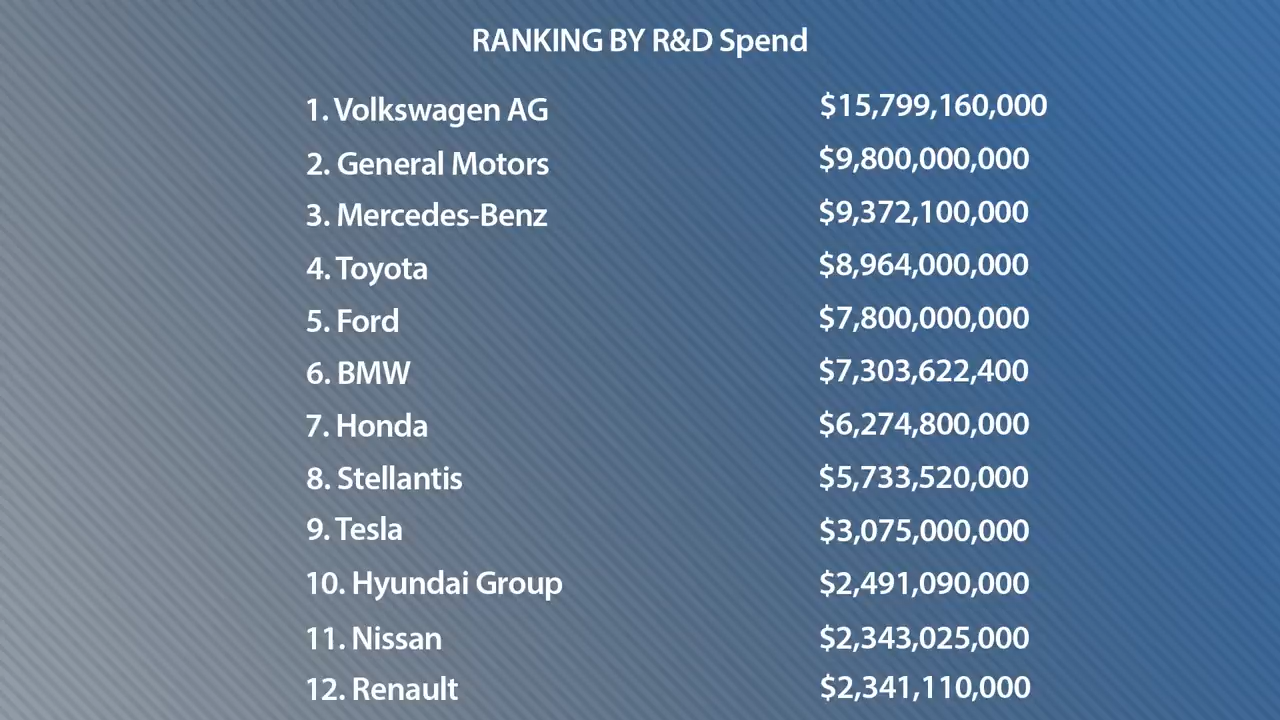 RANKING BY R&D Spend
1. Volkswagen AG $15,799,160,000
2. General Motors $9,800,000,000
3. Mercedes-Benz $9,372,100,000
4. Toyota $8,964,000,000
5. Ford $7,800,000,000
6. BMW $7,303,622,400
7. Honda $6,274,800,000
8. Stellantis $5,733,520,000
9. Tesla $3,075,000,000
10. Hyundai Group $2,491,090,000
11. Nissan $2,343,025,000
12. Renault $2,341,110,000